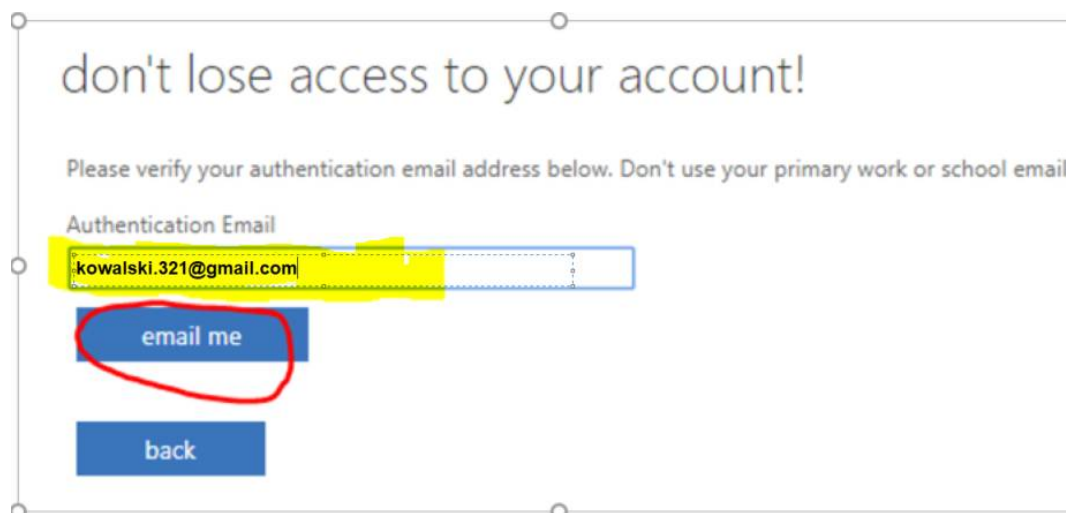 don't lose access to your account!
Please verify your authentication email address below. Don't use your primary work or school email
Authentication Email
kowalski.321@gmail.com
email me
back